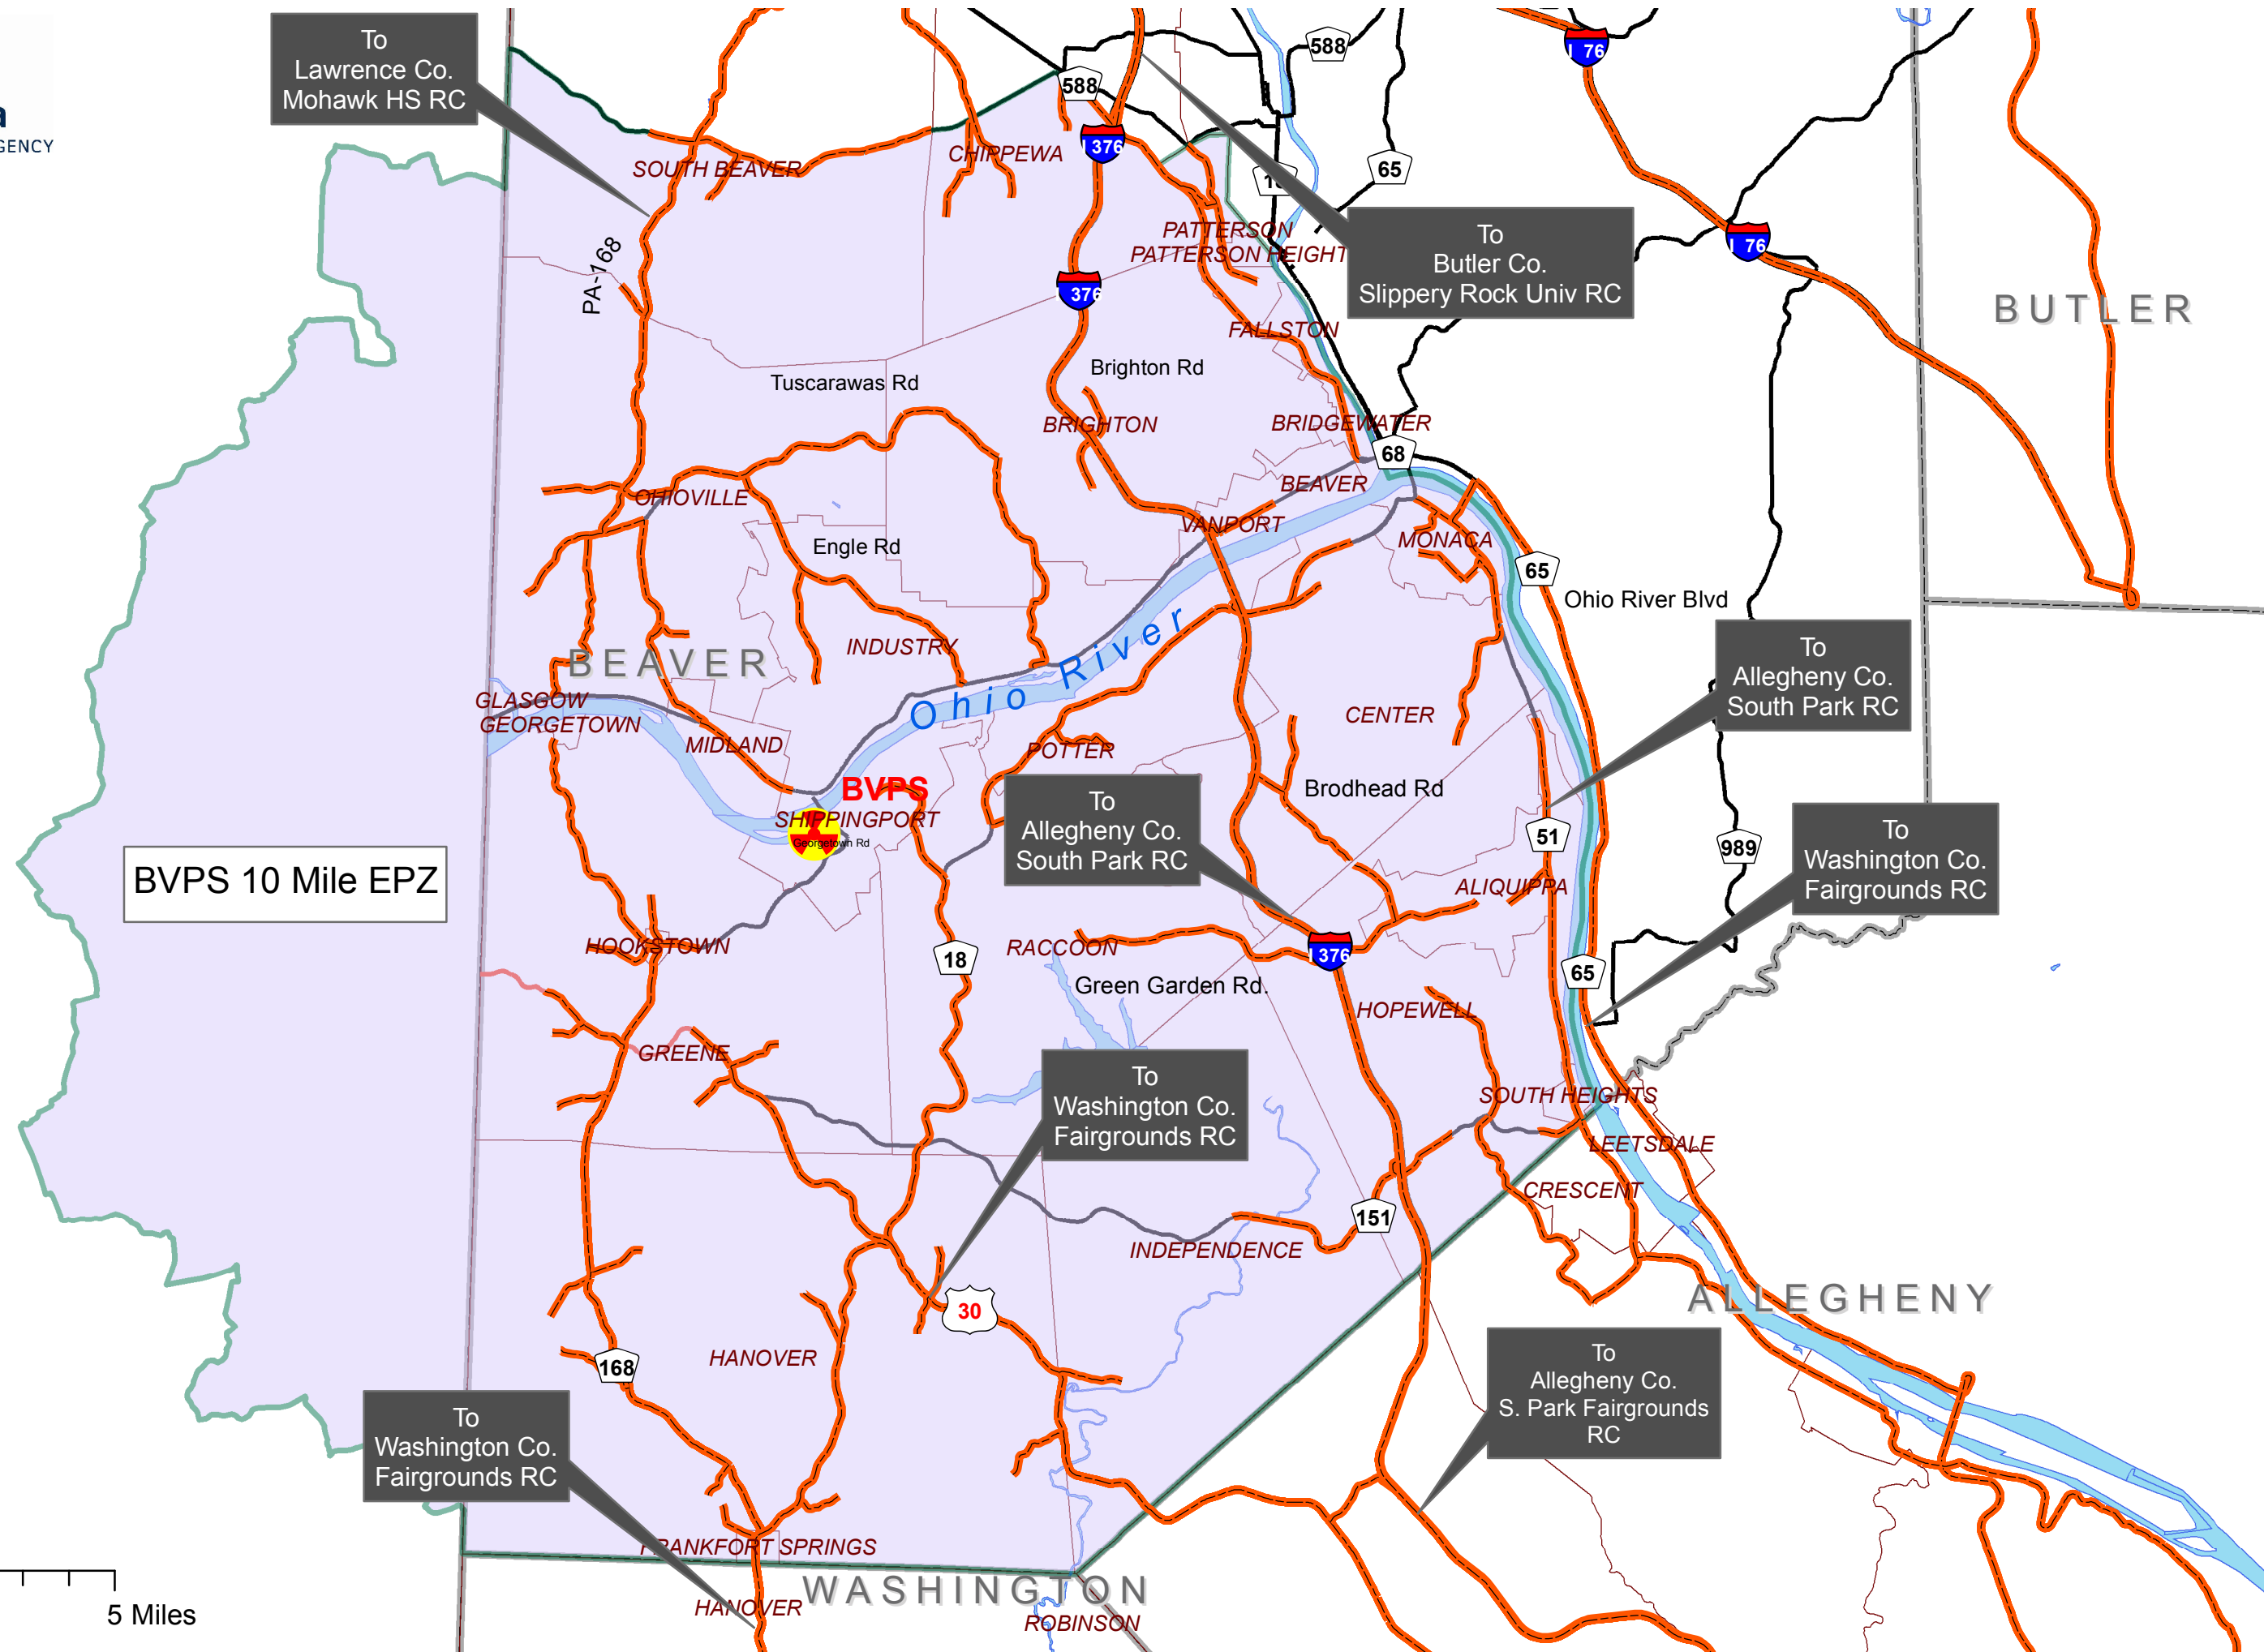 To
Lawrence Co.
Mohawk HS RC
588
588
I 76
a
GENCY
I 376
CHIPPEWA
SOUTH BEAVER
65
PATTERSON
PATTERSON HEIGHT
To
Butler Co.
Slippery Rock Univ RC
I 76
PA-168
I 376
BUTLER
FALLSTON
Brighton Rd
Tuscarawas Rd
BRIGHTON
BRIDGEWATER
68
BEAVER
OHIOVILLE
VANPORT
MONACA
Engle Rd
65
Ohio River Blvd
INDUSTRY
BEAVER
Ohio River
To
Allegheny Co.
South Park RC
GLASGOW
GEORGETOWN
MIDLAND
CENTER
POTTER
BVPS
SHIPPINGPORT
Georgetown Rd
Brodhead Rd
To
Allegheny Co.
South Park RC
51
989
To
Washington Co.
Fairgrounds RC
BVPS 10 Mile EPZ
ALIQUIPPA
HOOKSTOWN
18
RACCOON
I 376
65
Green Garden Rd.
HOPEWELL
GREENE
To
Washington Co.
Fairgrounds RC
SOUTH HEIGHTS
LEETSDALE
CRESCENT
151
INDEPENDENCE
ALLEGHENY
30
HANOVER
168
To
Allegheny Co.
S. Park Fairgrounds
RC
To
Washington Co.
Fairgrounds RC
FRANKFORT SPRINGS
WASHINGTON
HANOVER
ROBINSON
5 Miles